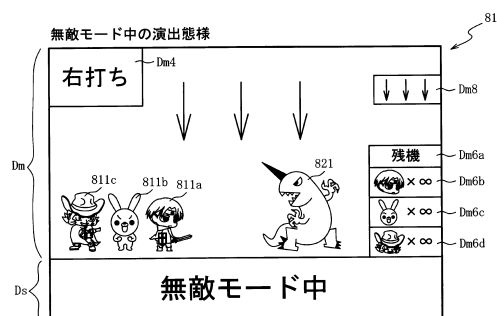 無敵モード中の演出態様
81
右打ち
Dm4
Dm8
Dm
残機
Dm6a
×∞
Dm6b
×∞
Dm6c
×∞
Dm6d
811c
811b
811a
821
Ds
無敵モード中